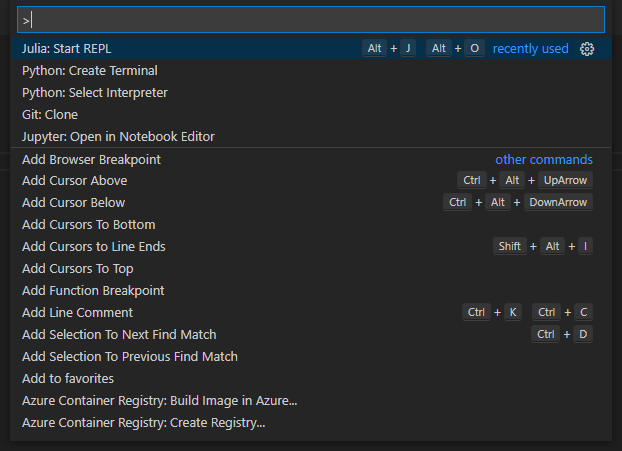 >
Julia: Start REPL Alt + J Alt + O recently used
Python: Create Terminal
Python: Select Interpreter
Git: Clone
Jupyter: Open in Notebook Editor
Add Browser Breakpoint other commands
Add Cursor Above Ctrl + Alt + UpArrow
Add Cursor Below Ctrl + Alt + DownArrow
Add Cursors To Bottom
Add Cursors to Line Ends Shift + Alt + I
Add Cursors To Top
Add Function Breakpoint
Add Line Comment Ctrl + K Ctrl + C
Add Selection To Next Find Match Ctrl + D
Add Selection To Previous Find Match
Add to favorites
Azure Container Registry: Build Image in Azure...
Azure Container Registry: Create Registry...